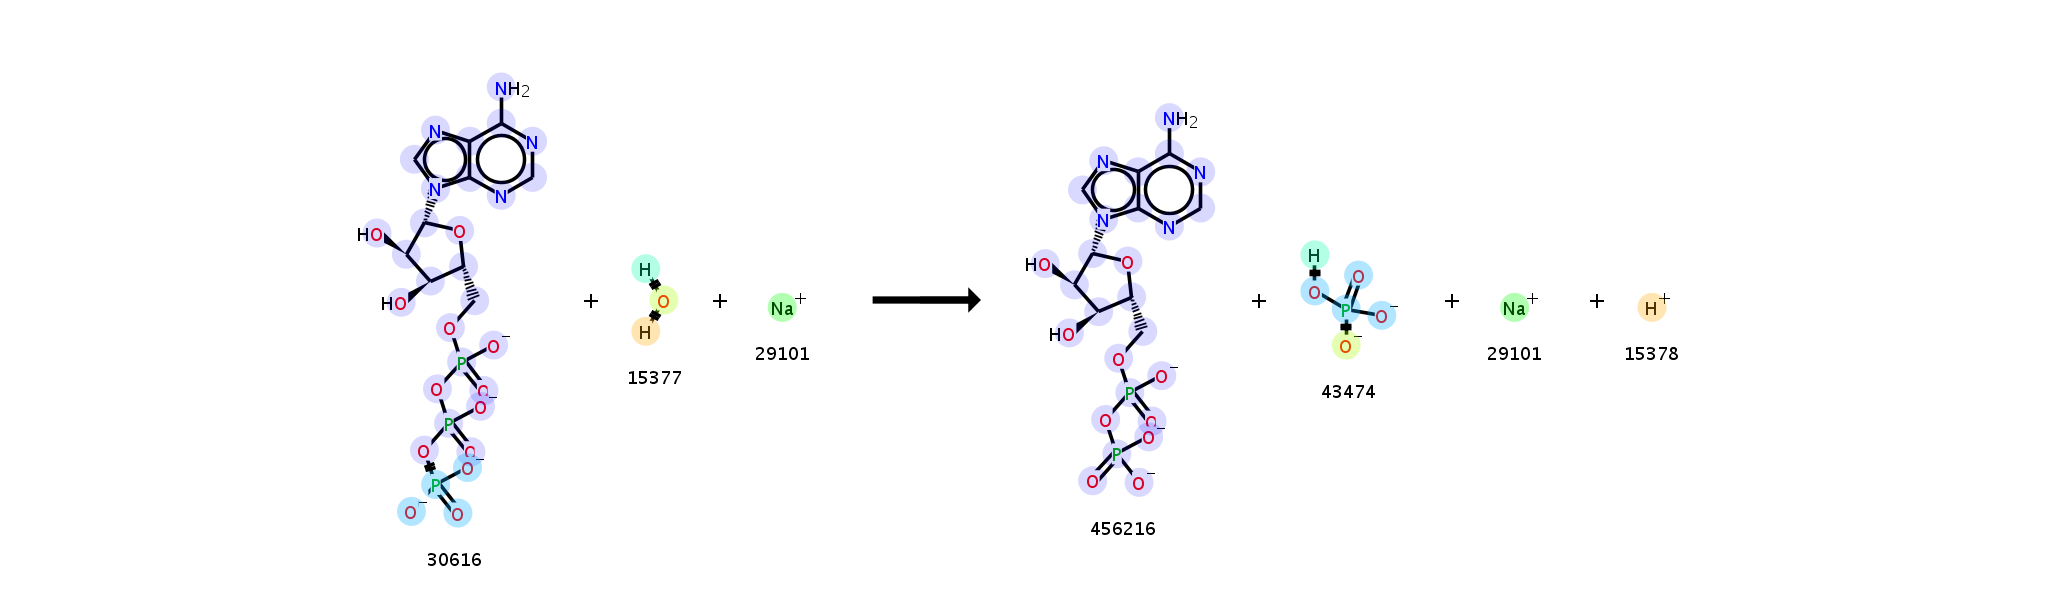 NH2
N N
N N
HO O
HO
O
P O−
O O
O−
P
O O
O−
P
O− O
30616
+
H
O
H
15377
+
Na+
29101
NH2
N N
N N
HO O
HO
O
P O−
O O
O−
P
O O−
456216
+
H
O O
P O−
O−
43474
+
Na+
29101
+
H+
15378